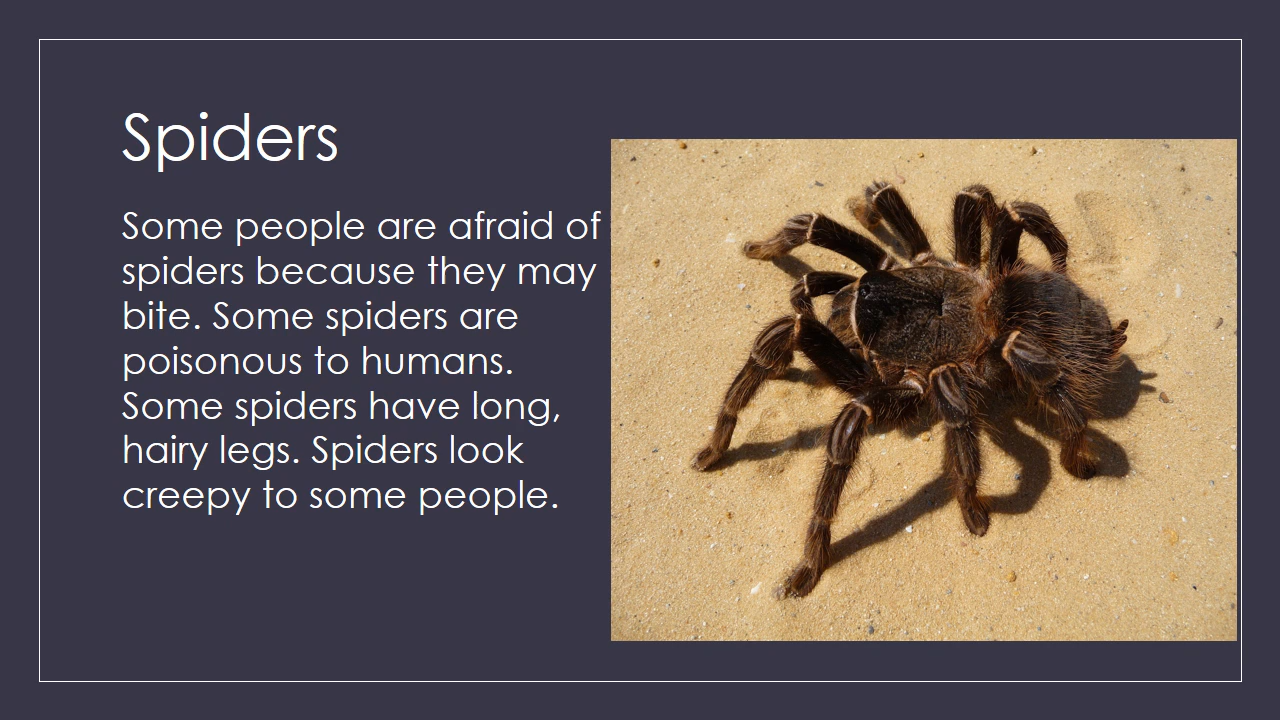 Spiders
Some people are afraid of
spiders because they may
bite. Some spiders are
poisonous to humans.
Some spiders have long,
hairy legs. Spiders look
creepy to some people.